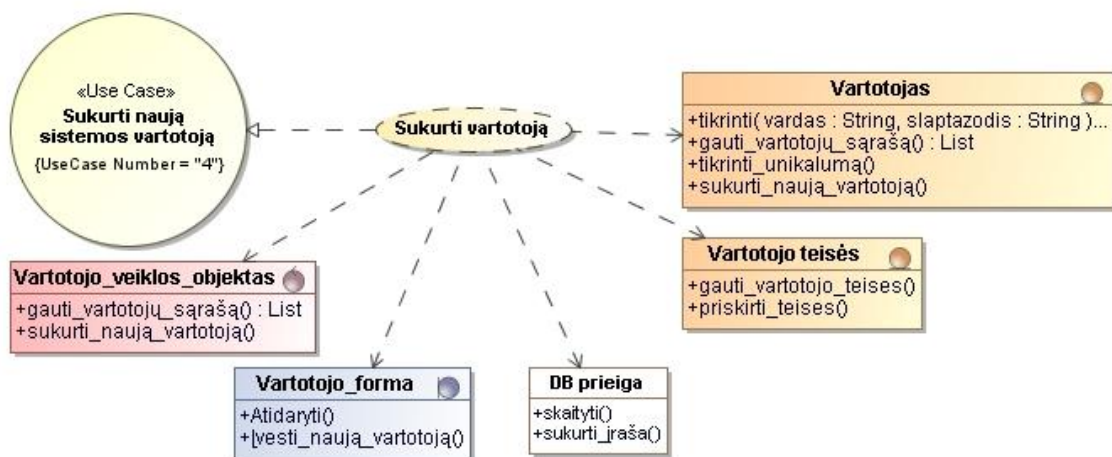 «Use Case»
Sukurti naują
sistemos vartotoją
{UseCase Number = "4"}
Sukurti vartotoją
Vartotojas
+tikrinti( vardas : String, slaptazodis : String )...
+gauti_vartotojų_sąrašą() : List
+tikrinti_unikalumą()
+sukurti_naują_vartotoją()
Vartotojo_veiklos_objektas
+gauti_vartotojų_sąrašą() : List
+sukurti_naują_vartotoją()
Vartotojo teisės
+gauti_vartotojo_teises()
+priskirti_teises()
Vartotojo_forma
+Atidaryti()
+Įvesti_naują_vartotoją()
DB prieiga
+skaityti()
+sukurti_įraša()